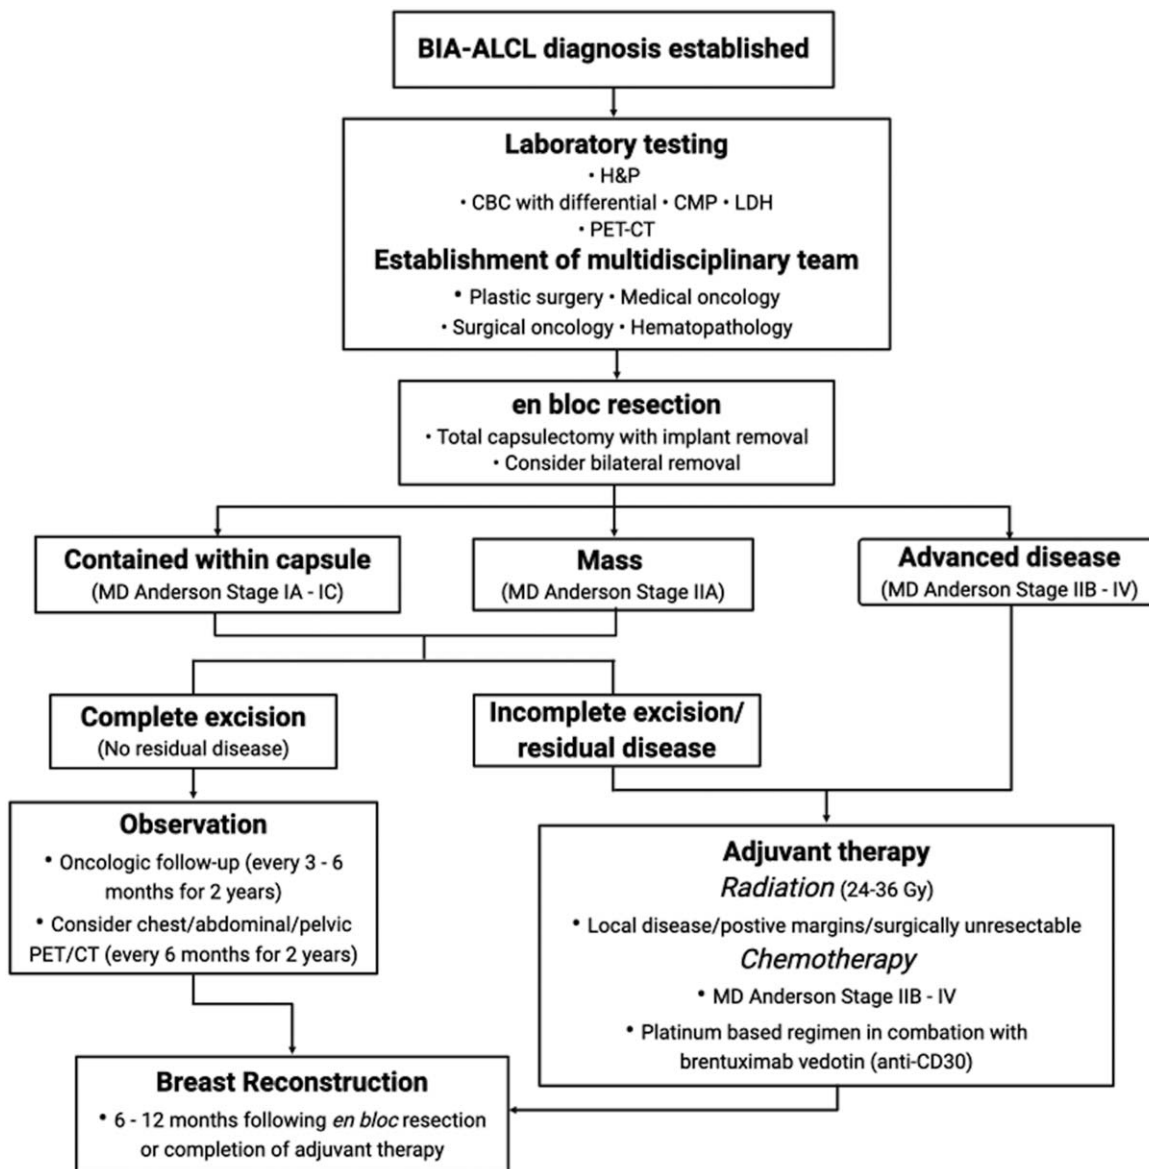 BIA-ALCL diagnosis established
Laboratory testing
• H&P
• CBC with differential • CMP • LDH
• PET-CT
Establishment of multidisciplinary team
• Plastic surgery • Medical oncology
• Surgical oncology • Hematopathology
en bloc resection
• Total capsulectomy with implant removal
• Consider bilateral removal
Contained within capsule
(MD Anderson Stage IA - IC)
Mass
(MD Anderson Stage IIA)
Advanced disease
(MD Anderson Stage IIB - IV)
Complete excision
(No residual disease)
Incomplete excision/
residual disease
Observation
• Oncologic follow-up (every 3 - 6
months for 2 years)
• Consider chest/abdominal/pelvic
PET/CT (every 6 months for 2 years)
Adjuvant therapy
Radiation (24-36 Gy)
• Local disease/postive margins/surgically unresectable
Chemotherapy
• MD Anderson Stage IIB - IV
• Platinum based regimen in combation with
brentuximab vedotin (anti-CD30)
Breast Reconstruction
• 6 - 12 months following en bloc resection
or completion of adjuvant therapy